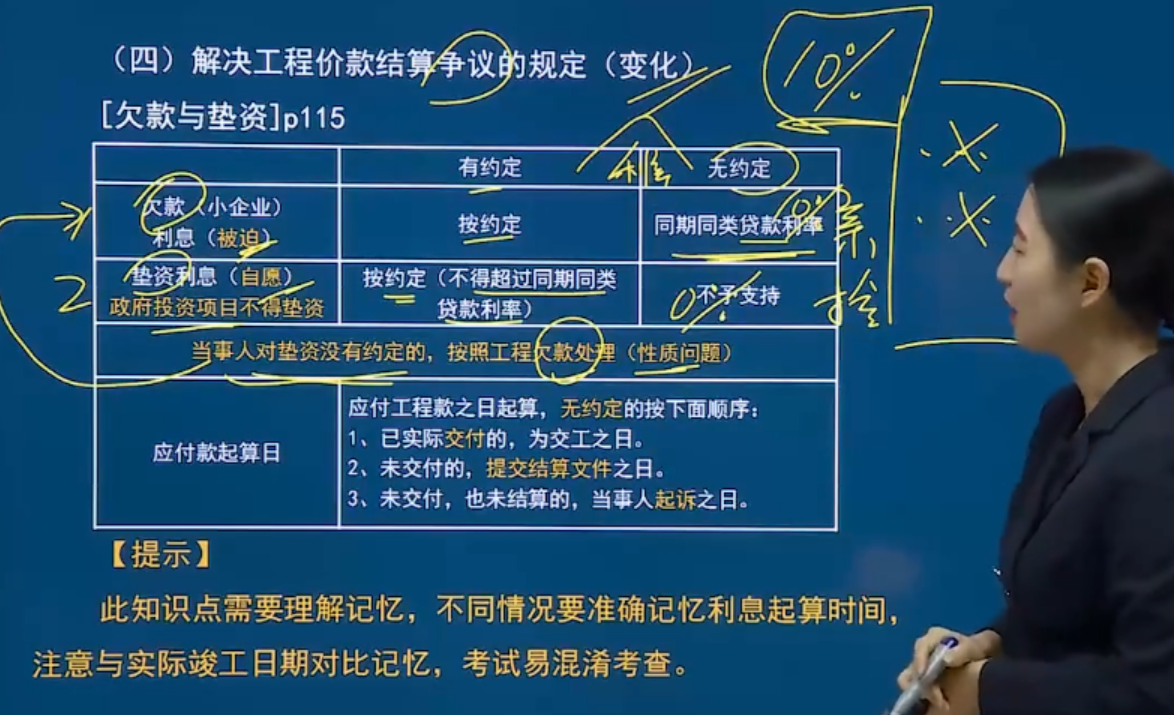 （四）解决工程价款结算争议的规定（变化）
10%
[欠款与垫资]p115
有约定
利息
无约定
欠款（小企业）
利息（被迫）
按约定
同期同类贷款利率
10%
2
垫资利息（自愿）
政府投资项目不得垫资
按约定（不得超过同期同类
贷款利率）
不予支持
0%
当事人对垫资没有约定的，按照工程欠款处理（性质问题）
应付款起算日
应付工程款之日起算，无约定的按下面顺序：
1、已实际交付的，为交工之日。
2、未交付的，提交结算文件之日。
3、未交付，也未结算的，当事人起诉之日。
【提示】
此知识点需要理解记忆，不同情况要准确记忆利息起算时间，
注意与实际竣工日期对比记忆，考试易混淆考查。